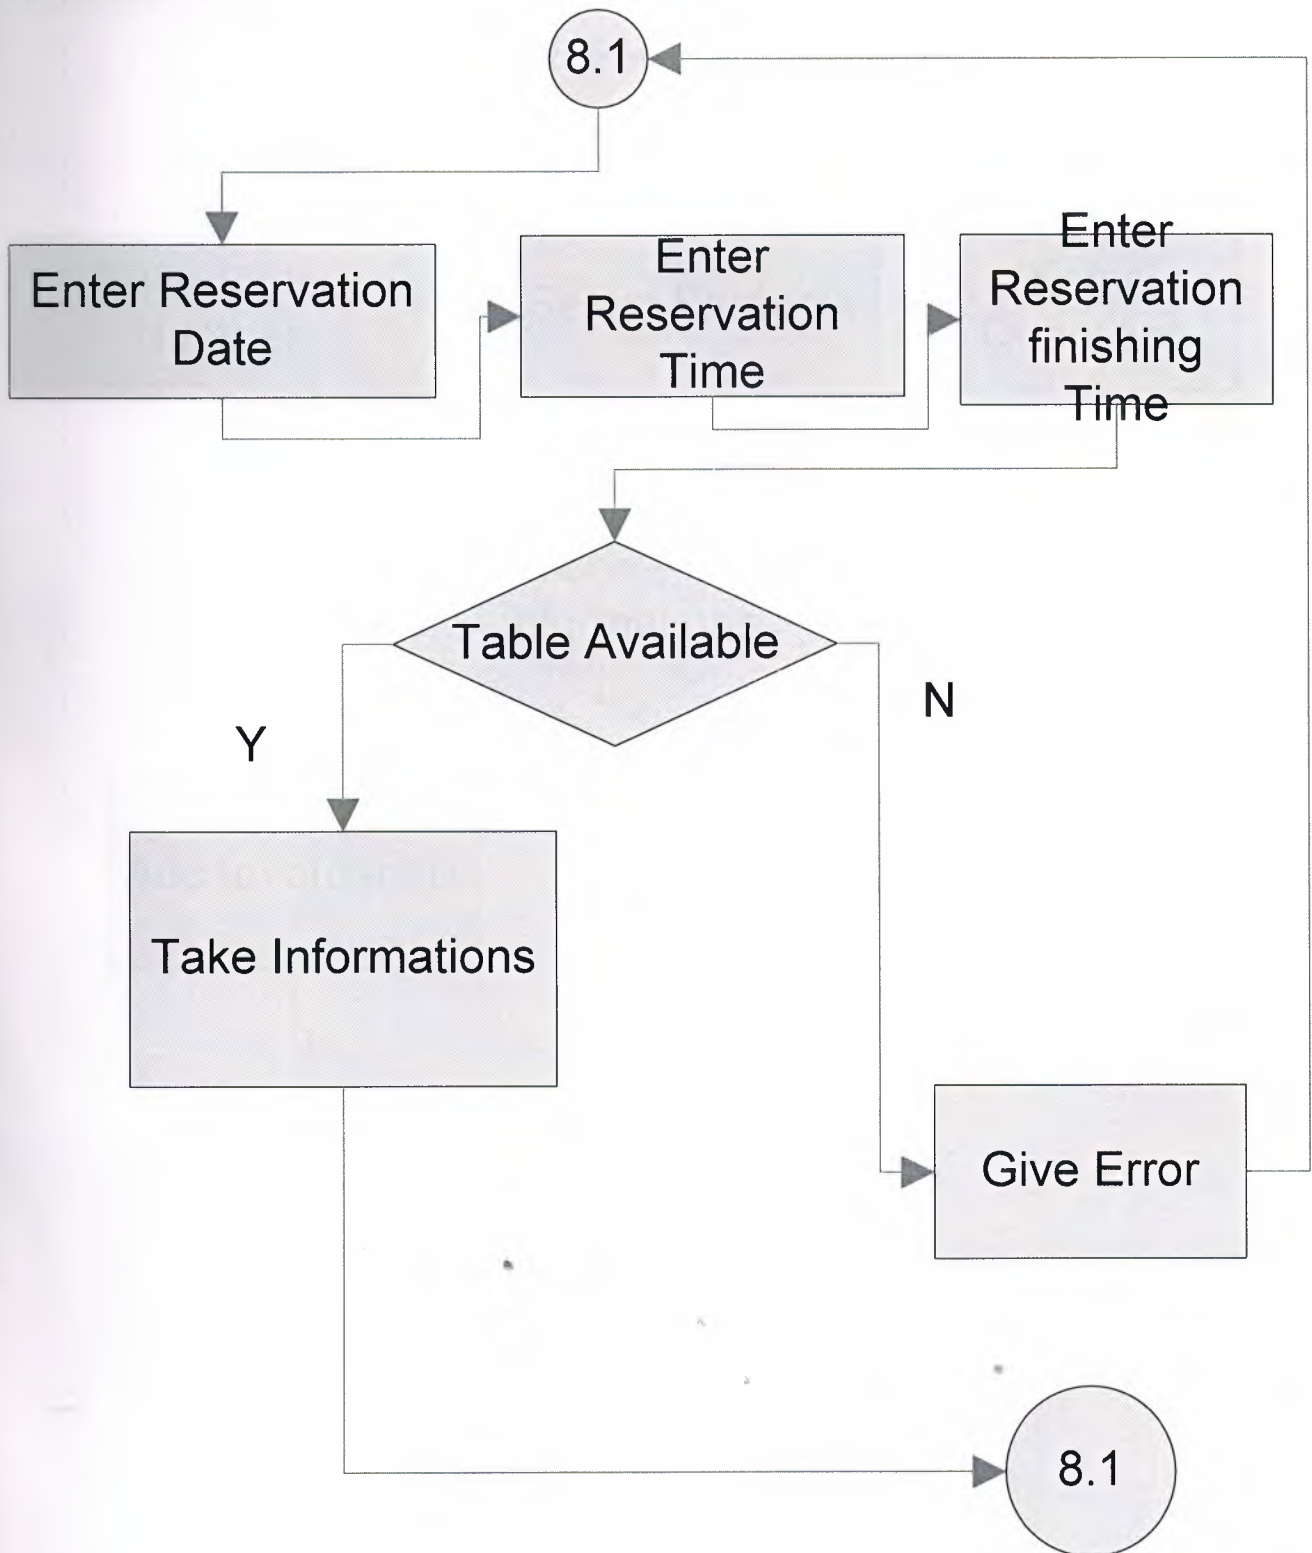 8.1
Enter Reservation
Date
Enter
Reservation
Time
Enter
Reservation
finishing
Time
Table Available
Y
N
Take Informations
Give Error
8.1